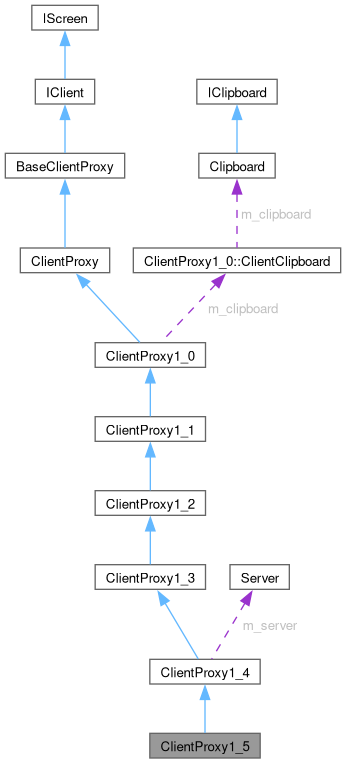 IScreen
IClient
IClipboard
BaseClientProxy
Clipboard
m_clipboard
ClientProxy
ClientProxy1_0::ClientClipboard
m_clipboard
ClientProxy1_0
ClientProxy1_1
ClientProxy1_2
ClientProxy1_3
Server
m_server
ClientProxy1_4
ClientProxy1_5